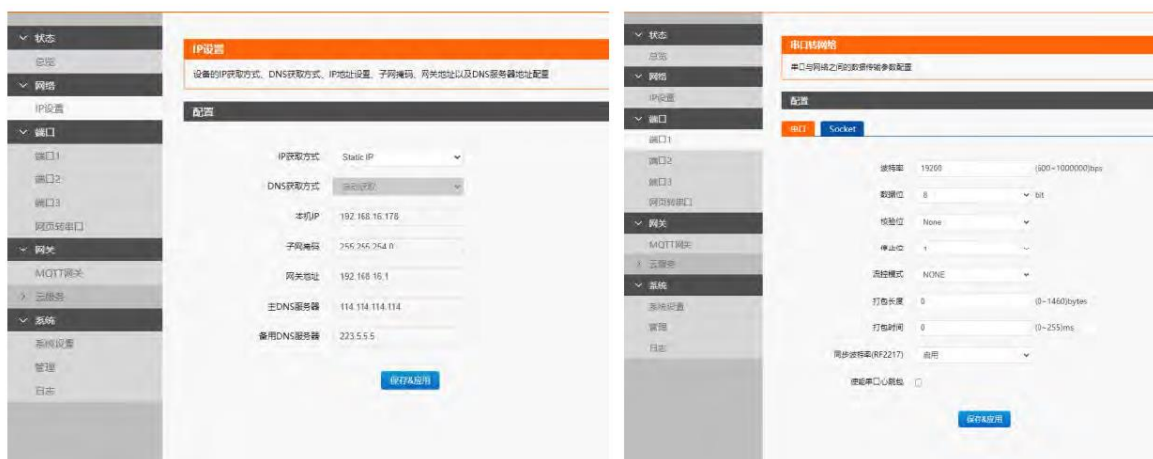 状态
总览
网络
IP设置
端口
端口1
端口2
端口3
网页转串口
网关
MQTT网关
云服务
系统
系统设置
管理
日志
IP设置
设备的IP获取方式、DNS获取方式、IP地址设置、子网掩码、网关地址以及DNS服务器地址配置
配置
IP获取方式 Static IP
DNS获取方式 自动获取
本机IP 192.168.16.178
子网掩码 255.255.254.0
网关地址 192.168.16.1
主DNS服务器 114.114.114.114
备用DNS服务器 223.5.5.5
保存&应用
状态
总览
网络
IP设置
端口
端口1
端口2
端口3
网页转串口
网关
MQTT网关
云服务
系统
系统设置
管理
日志
串口转网络
串口与网络之间的数据传输参数配置
配置
串口 Socket
波特率 19200 (600~1000000)bps
数据位 8 bit
校验位 None
停止位 1
流控模式 NONE
打包长度 0 (0~1460)bytes
打包时间 0 (0~255)ms
同步波特率(RF2217) 启用
使能串口心跳包
保存&应用